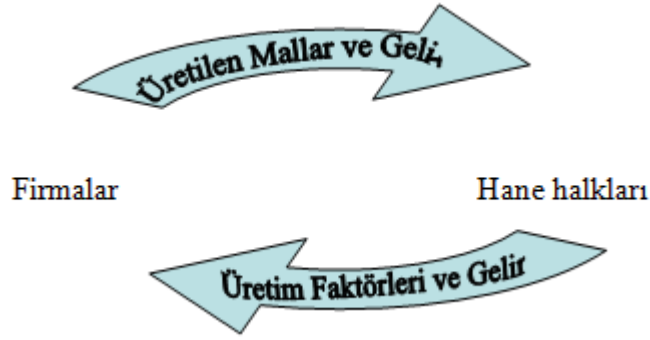 Üretilen Mallar ve Gelir
Firmalar
Hane halkları
Üretim Faktörleri ve Gelir